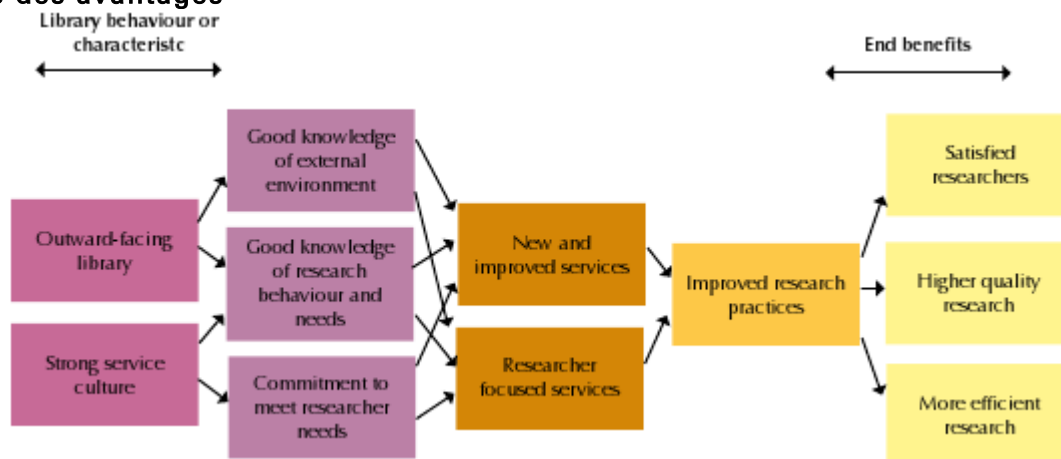 des avantages
Library behaviour or
characteristc
End benefits
Outward-facing
library
Strong service
culture
Good knowledge
of external
environment
Good knowledge
of research
behaviour and
needs
Commitment to
meet researcher
needs
New and
improved services
Researcher
focused services
Improved research
practices
Satisfied
researchers
Higher quality
research
More efficient
research